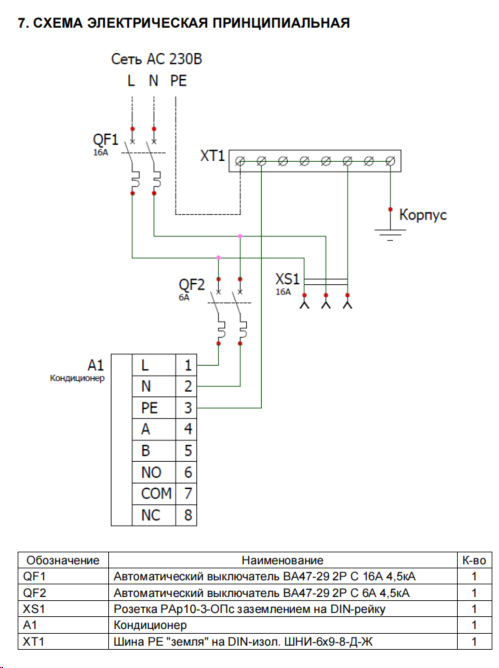 7. СХЕМА ЭЛЕКТРИЧЕСКАЯ ПРИНЦИПИАЛЬНАЯ
Сеть AC 230В
L N PE
QF1
16A
XT1
Корпус
QF2
6A
XS1
16A
A1
Кондиционер
L 1
N 2
PE 3
A 4
B 5
NO 6
COM 7
NC 8
Обозначение Наименование К-во
QF1 Автоматический выключатель ВА47-29 2Р С 16А 4,5кА 1
QF2 Автоматический выключатель ВА47-29 2Р С 6А 4,5кА 1
XS1 Розетка РАр10-3-ОПс заземлением на DIN-рейку 1
A1 Кондиционер 1
XT1 Шина PE "земля" на DIN-изол. ШНИ-6х9-8-Д-Ж 1